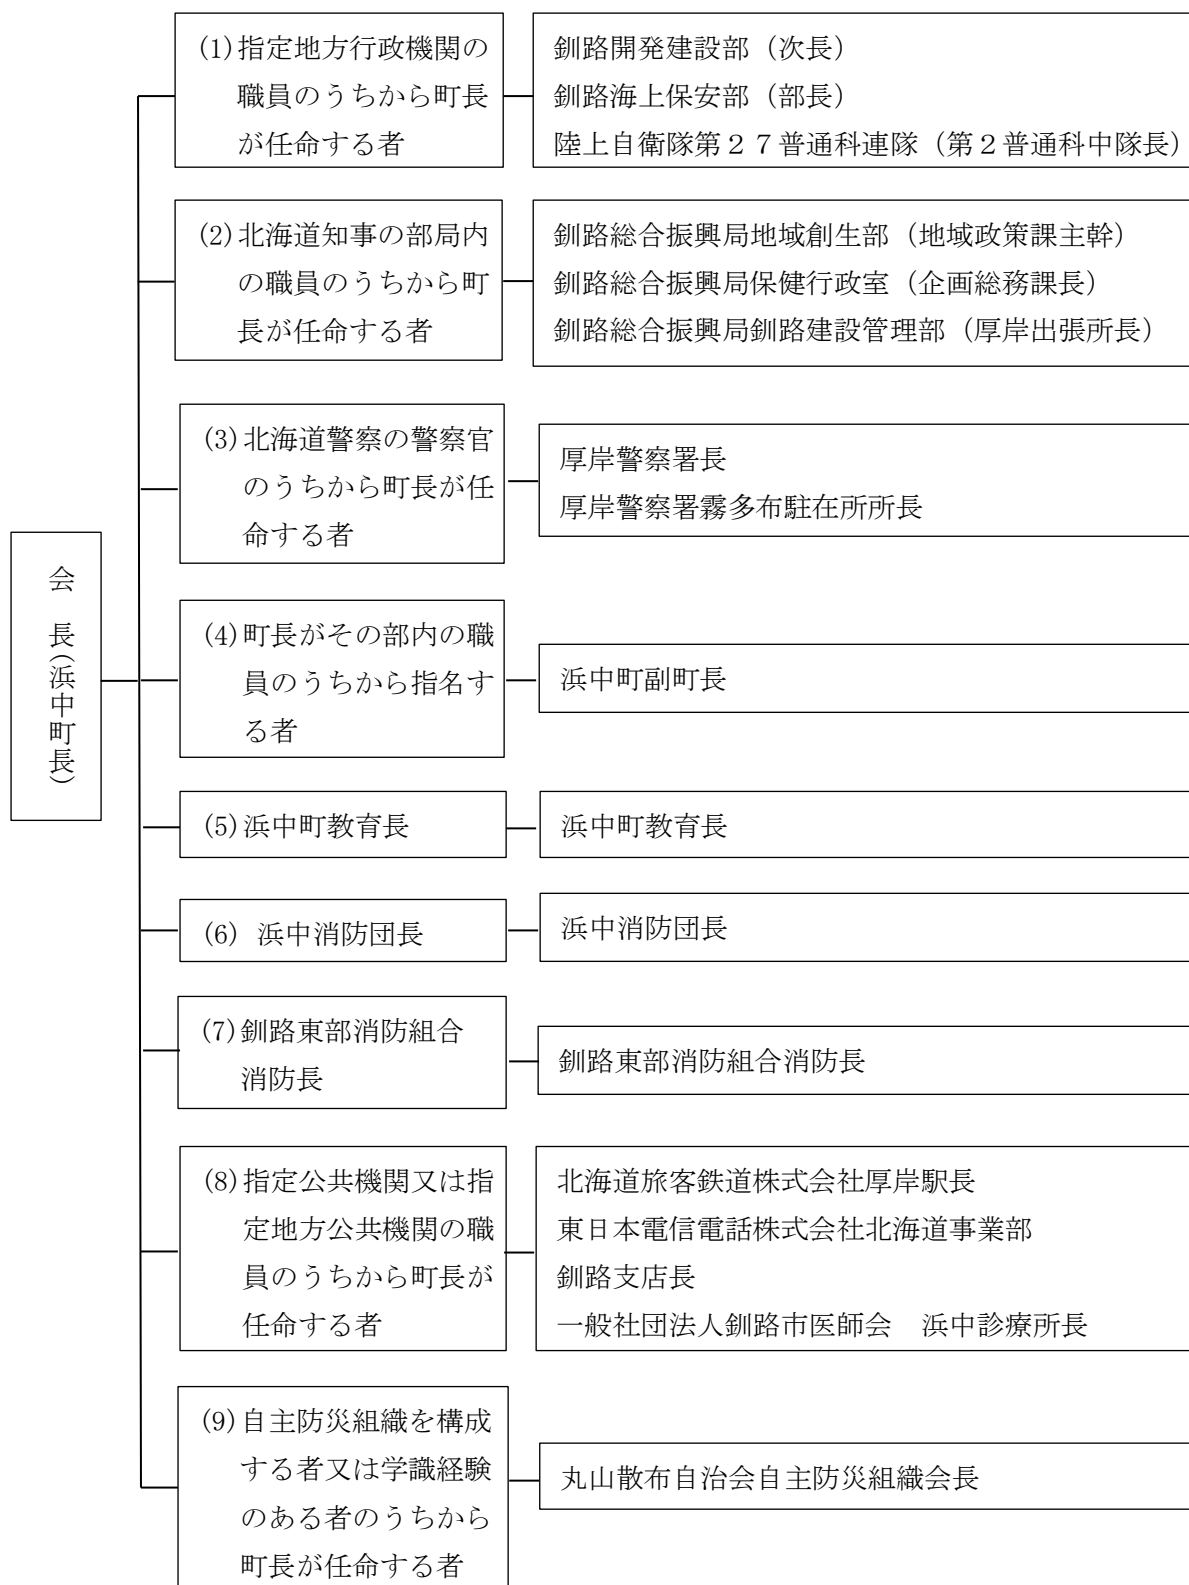 (1)指定地方行政機関の
職員のうちから町長
が任命する者
釧路開発建設部（次長）
釧路海上保安部（部長）
陸上自衛隊第２７普通科連隊（第２普通科中隊長）
(2)北海道知事の部局内
の職員のうちから町
長が任命する者
釧路総合振興局地域創生部（地域政策課主幹）
釧路総合振興局保健行政室（企画総務課長）
釧路総合振興局釧路建設管理部（厚岸出張所長）
(3)北海道警察の警察官
のうちから町長が任
命する者
厚岸警察署長
厚岸警察署霧多布駐在所所長
会　長(浜中町長)
(4)町長がその部内の職
員のうちから指名す
る者
浜中町副町長
(5)浜中町教育長
浜中町教育長
(6) 浜中消防団長
浜中消防団長
(7)釧路東部消防組合
消防長
釧路東部消防組合消防長
(8)指定公共機関又は指
定地方公共機関の職
員のうちから町長が
任命する者
北海道旅客鉄道株式会社厚岸駅長
東日本電信電話株式会社北海道事業部
釧路支店長
一般社団法人釧路市医師会　浜中診療所長
(9)自主防災組織を構成
する者又は学識経験
のある者のうちから
町長が任命する者
丸山散布自治会自主防災組織会長